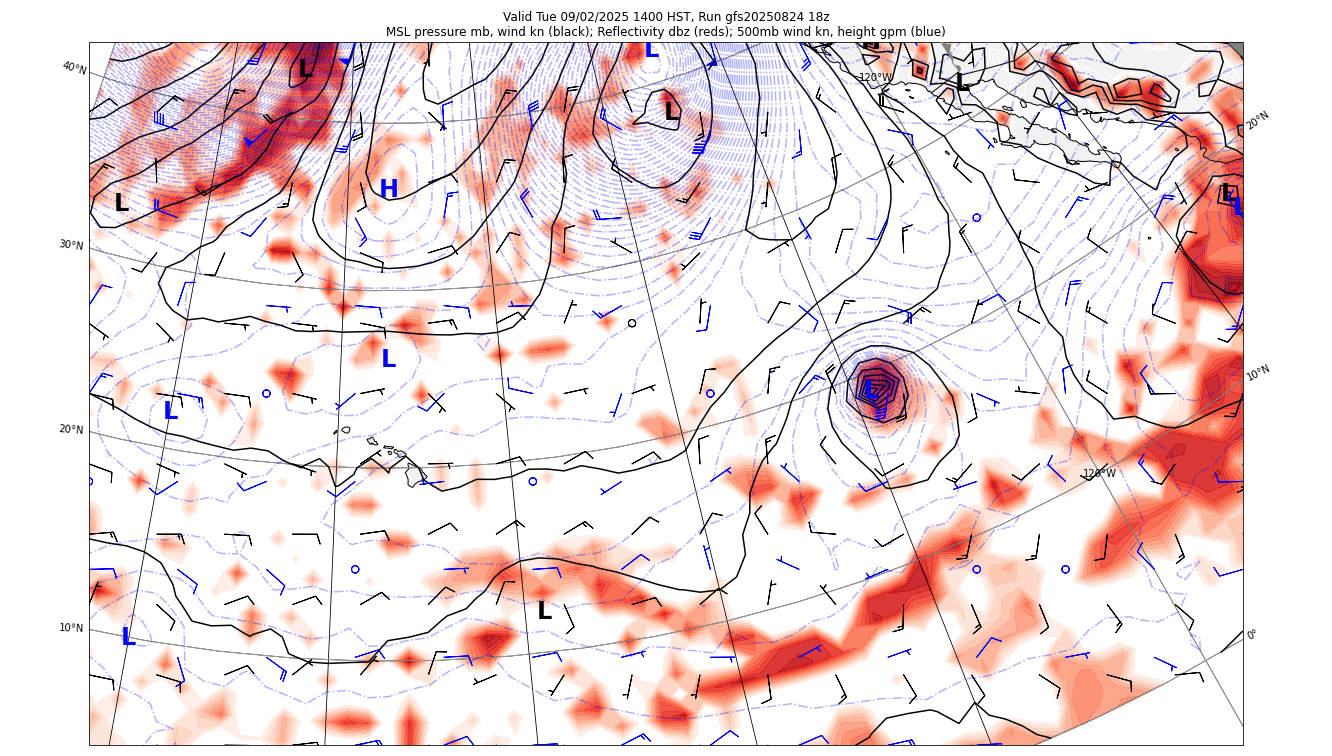 Valid Tue 09/02/2025 1400 HST, Run gfs20250824 18z
MSL pressure mb, wind kn (black); Reflectivity dbz (reds); 500mb wind kn, height gpm (blue)
L
H
40°N
L
120°W
L
L
20°N
L
H
L
L
30°N
L
10°N
L
L
20°N
120°W
L
10°N
L
0°